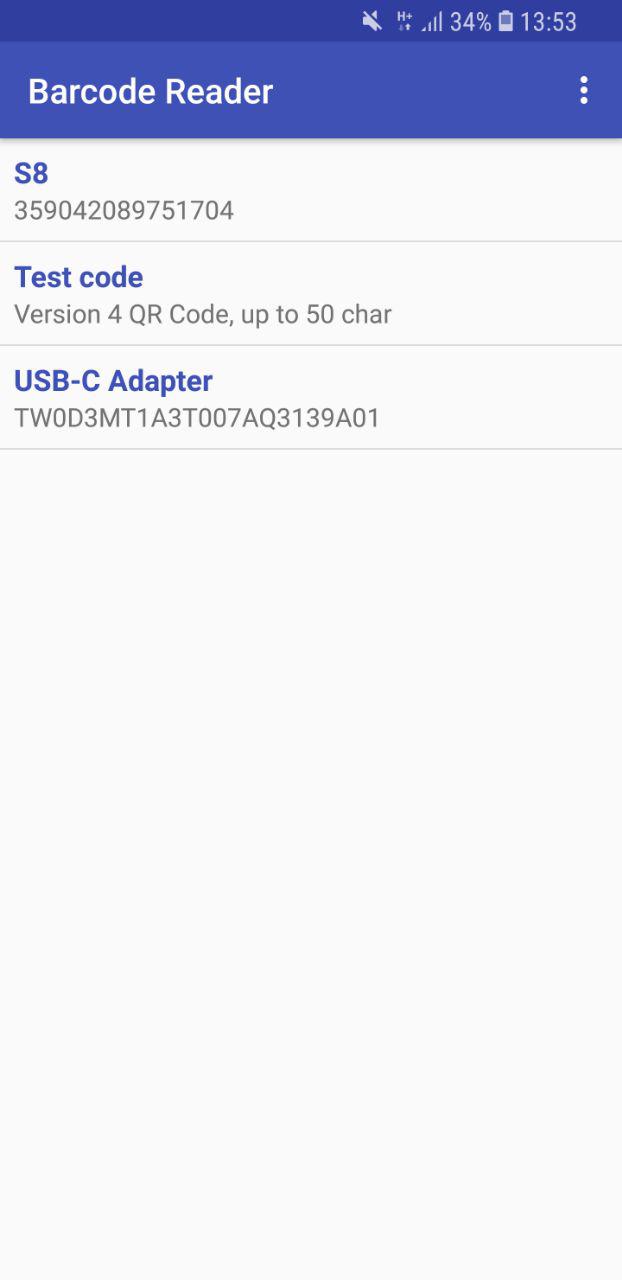 H+ 34% 13:53
Barcode Reader
S8
359042089751704
Test code
Version 4 QR Code, up to 50 char
USB-C Adapter
TW0D3MT1A3T007AQ3139A01